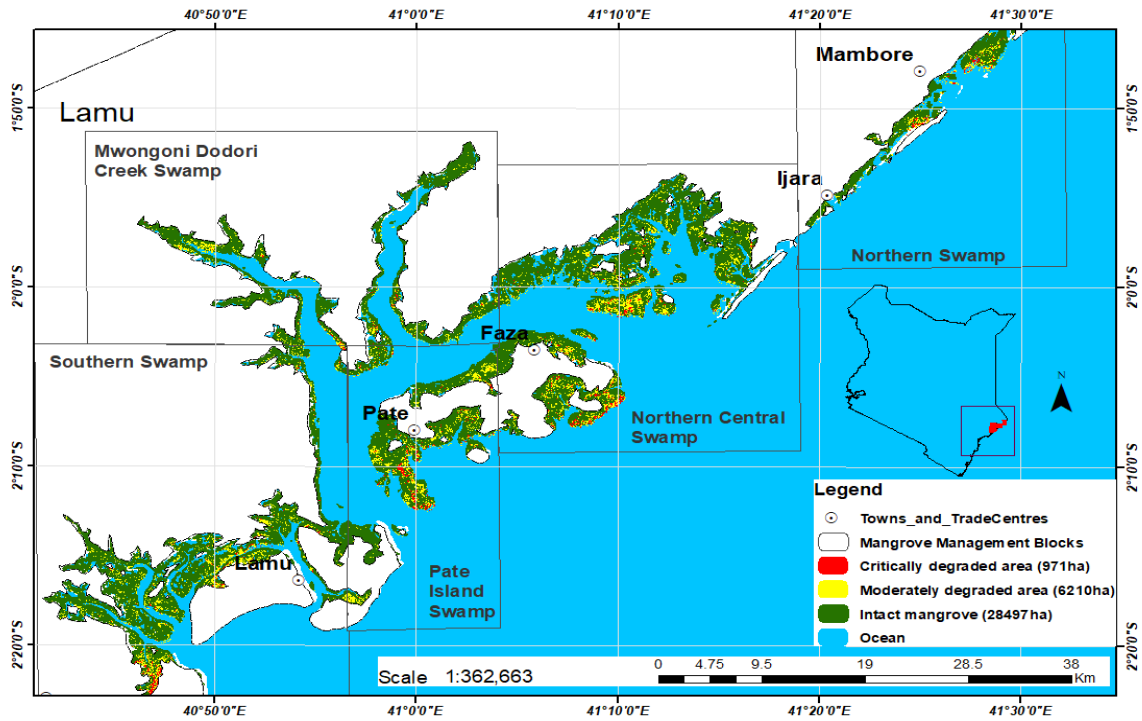 40°50'0"E 41°0'0"E 41°10'0"E 41°20'0"E 41°30'0"E
Mambore
1°50'0"S 1°50'0"S
Lamu
Mwongoni Dodori
Creek Swamp
Ijara
Northern Swamp
2°0'0"S 2°0'0"S
Faza
Southern Swamp
N
Pate
Northern Central
Swamp
2°10'0"S 2°10'0"S
Legend
Towns_and_TradeCentres
Mangrove Management Blocks
Critically degraded area (971ha)
Moderately degraded area (6210ha)
Intact mangrove (28497ha)
Ocean
Lamu
Pate
Island
Swamp
2°20'0"S 2°20'0"S
Scale 1:362,663
0 4.75 9.5 19 28.5 38
Km
40°50'0"E 41°0'0"E 41°10'0"E 41°20'0"E 41°30'0"E